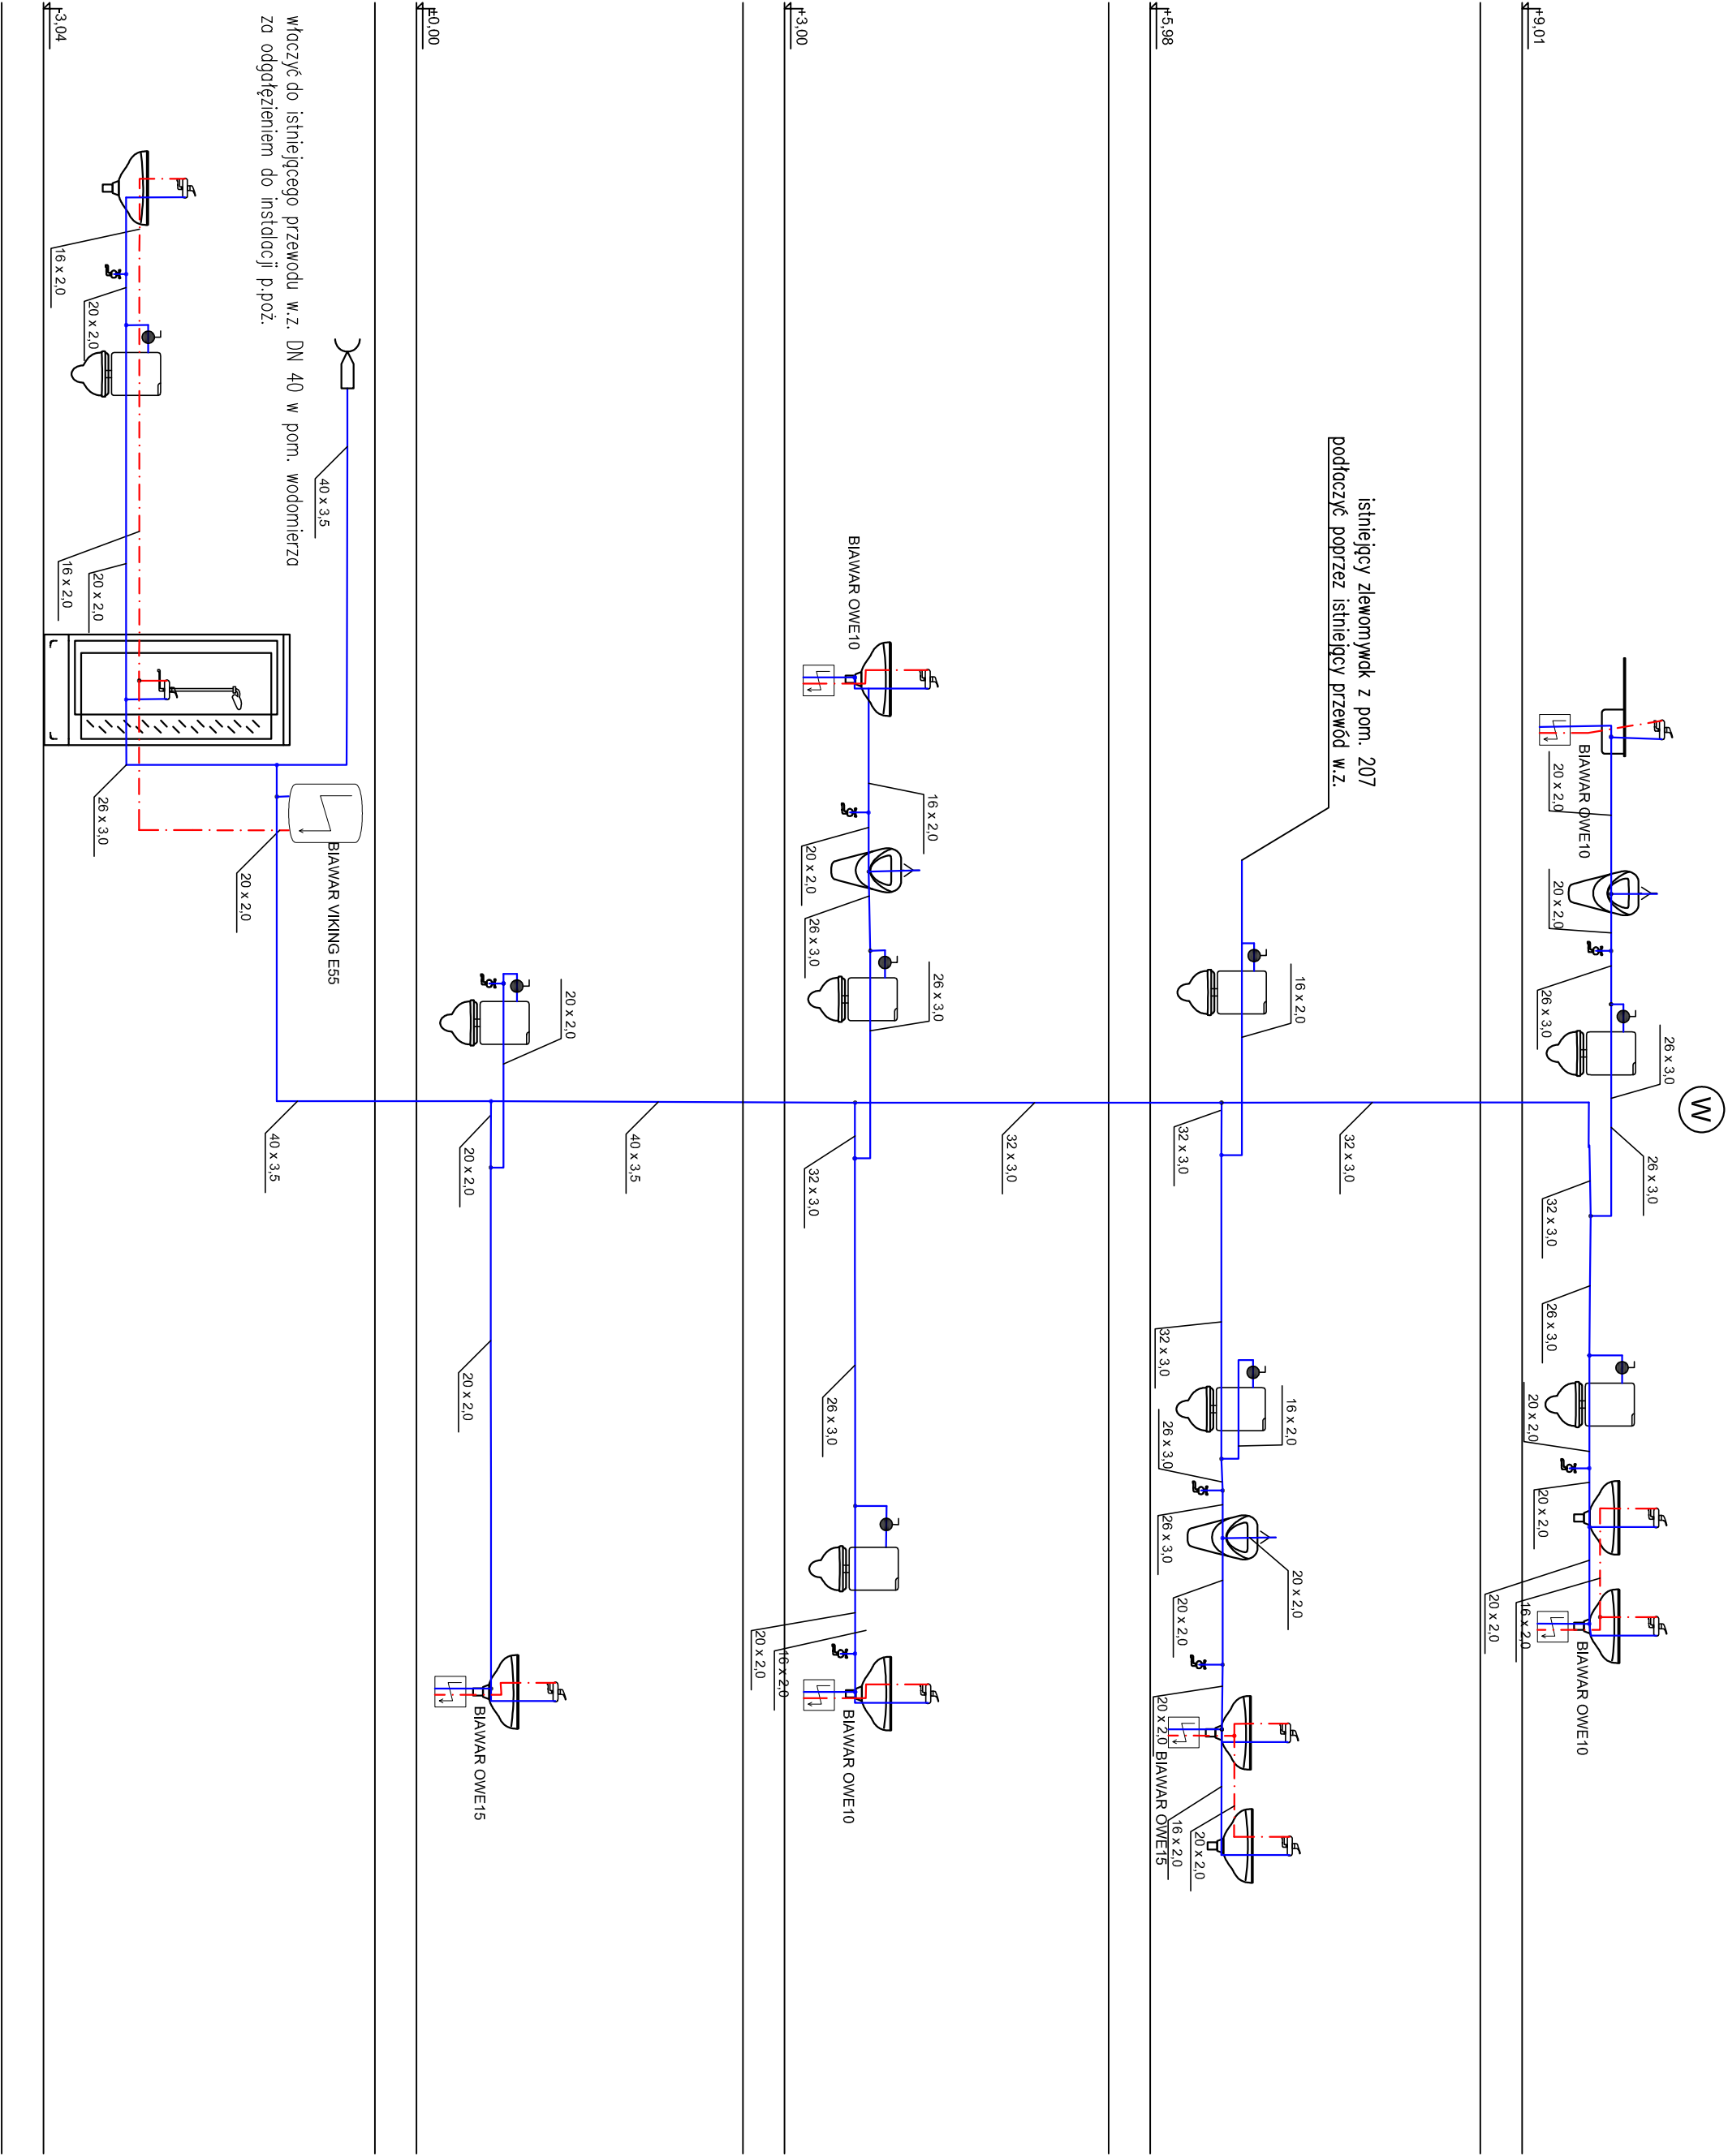 W
+9,01
BIAWAR OWE10
20 x 2,0
20 x 2,0
26 x 3,0
26 x 3,0
26 x 3,0
32 x 3,0
26 x 3,0
20 x 2,0
20 x 2,0
20 x 2,0
16 x 2,0
BIAWAR OWE10
+5,98
istniejący zlewomywak z pom. 207
podłaczyć poprzez istniejący przewód w.z.
16 x 2,0
32 x 3,0
32 x 3,0
32 x 3,0
16 x 2,0
26 x 3,0
26 x 3,0
20 x 2,0
20 x 2,0
20 x 2,0
BIAWAR OWE15
16 x 2,0
20 x 2,0
+3,00
BIAWAR OWE10
16 x 2,0
20 x 2,0
26 x 3,0
26 x 3,0
32 x 3,0
32 x 3,0
26 x 3,0
20 x 2,0
16 x 2,0
BIAWAR OWE10
±0,00
20 x 2,0
20 x 2,0
40 x 3,5
20 x 2,0
BIAWAR OWE15
-3,04
właczyć do istniejącego przewodu w.z. DN 40 w pom. wodomierza
za odgałęzieniem do instalacji p.poż.
40 x 3,5
16 x 2,0
20 x 2,0
16 x 2,0
20 x 2,0
26 x 3,0
20 x 2,0
BIAWAR VIKING E55
40 x 3,5